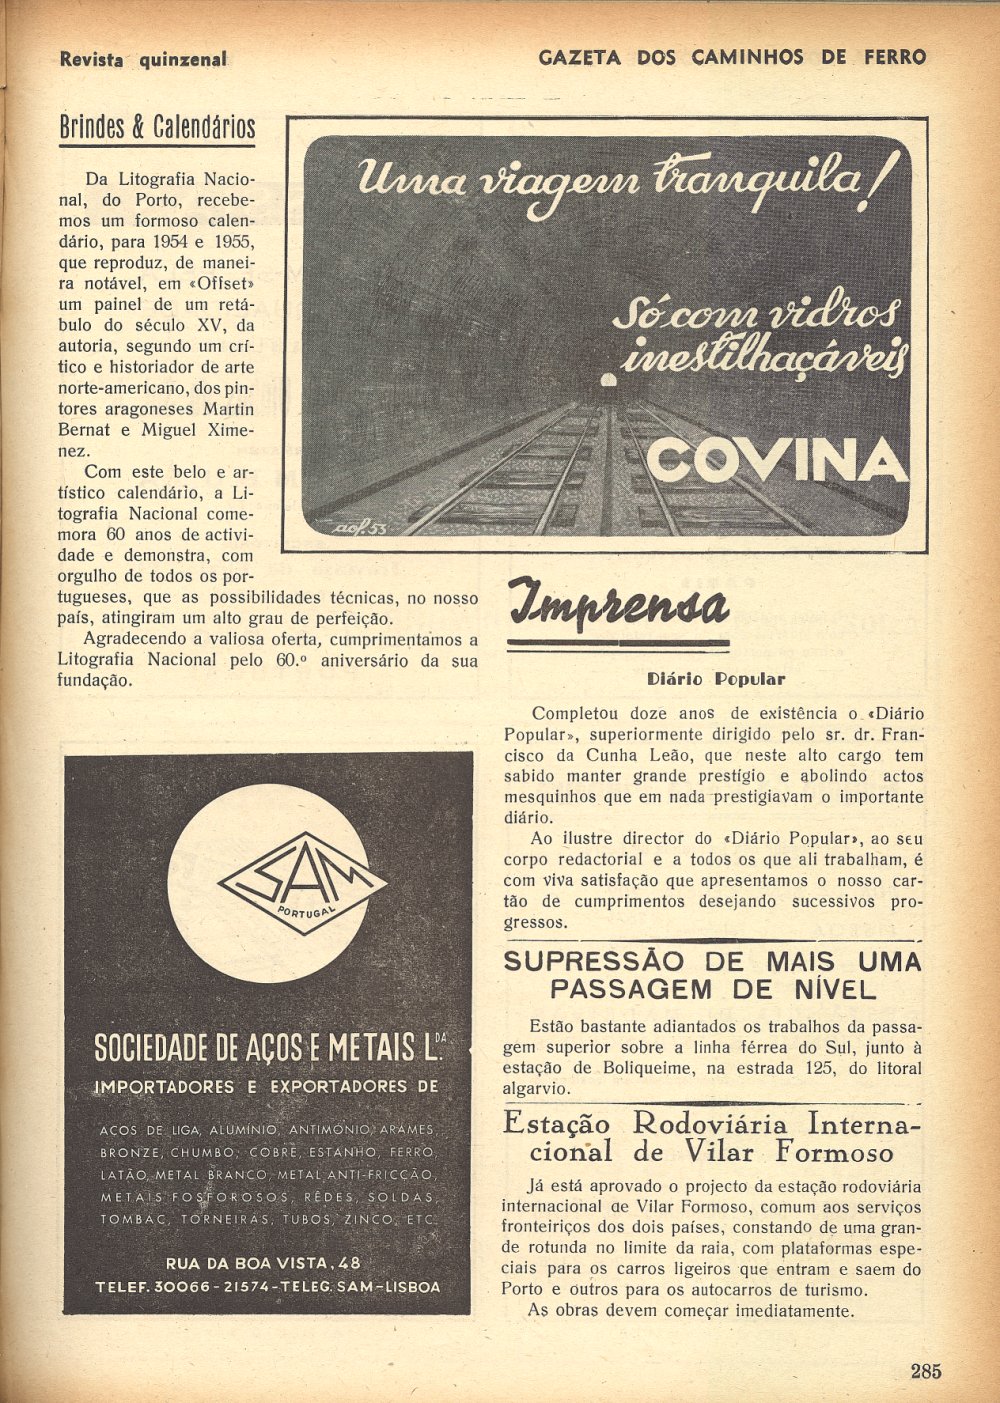 Revista quinzenal
GAZETA DOS CAMINHOS DE FERRO
Brindes & Calendários
Da Litografia Nacio-
nal, do Porto, recebe-
mos um formoso calen-
dário, para 1954 e 1955,
que reproduz, de manei-
ra notável, em «Offset»
um painel de um retá-
bulo do século XV, da
autoria, segundo um crí-
tico e historiador de arte
norte-americano, dos pin-
tores aragoneses Martin
Bernat e Miguel Xime-
nez.
Com este belo e ar-
tístico calendário, a Li-
tografia Nacional come-
mora 60 anos de activi-
dade e demonstra, com
orgulho de todos os por-
tugueses, que as possibilidades técnicas, no nosso
país, atingiram um alto grau de perfeição.
Agradecendo a valiosa oferta, cumprimentamos a
Litografia Nacional pelo 60.º aniversário da sua
fundação.
Uma viagem tranquila!
Só com vidros
inestilhaçáveis
COVINA
aof.53
SAM
PORTUGAL
SOCIEDADE DE AÇOS E METAIS L.DA
IMPORTADORES E EXPORTADORES DE
AÇOS DE LIGA, ALUMÍNIO, ANTIMÓNIO, ARAMES,
BRONZE, CHUMBO, COBRE, ESTANHO, FERRO,
LATÃO, METAL BRANCO, METAL ANTI-FRICÇÃO,
METAIS FOSFOROSOS, RÊDES, SOLDAS,
TOMBAC, TORNEIRAS, TUBOS, ZINCO, ETC.
RUA DA BOA VISTA, 48
TELEF. 30066-21574-TELEG. SAM-LISBOA
Imprensa
Diário Popular
Completou doze anos de existência o «Diário
Popular», superiormente dirigido pelo sr. dr. Fran-
cisco da Cunha Leão, que neste alto cargo tem
sabido manter grande prestígio e abolindo actos
mesquinhos que em nada prestigiavam o importante
diário.
Ao ilustre director do «Diário Popular», ao seu
corpo redactorial e a todos os que ali trabalham, é
com viva satisfação que apresentamos o nosso car-
tão de cumprimentos desejando sucessivos pro-
gressos.
SUPRESSÃO DE MAIS UMA
PASSAGEM DE NÍVEL
Estão bastante adiantados os trabalhos da passa-
gem superior sobre a linha férrea do Sul, junto à
estação de Boliqueime, na estrada 125, do litoral
algarvio.
Estação Rodoviária Interna-
cional de Vilar Formoso
Já está aprovado o projecto da estação rodoviária
internacional de Vilar Formoso, comum aos serviços
fronteiriços dos dois países, constando de uma gran-
de rotunda no limite da raia, com plataformas espe-
ciais para os carros ligeiros que entram e saem do
Porto e outros para os autocarros de turismo.
As obras devem começar imediatamente.
285